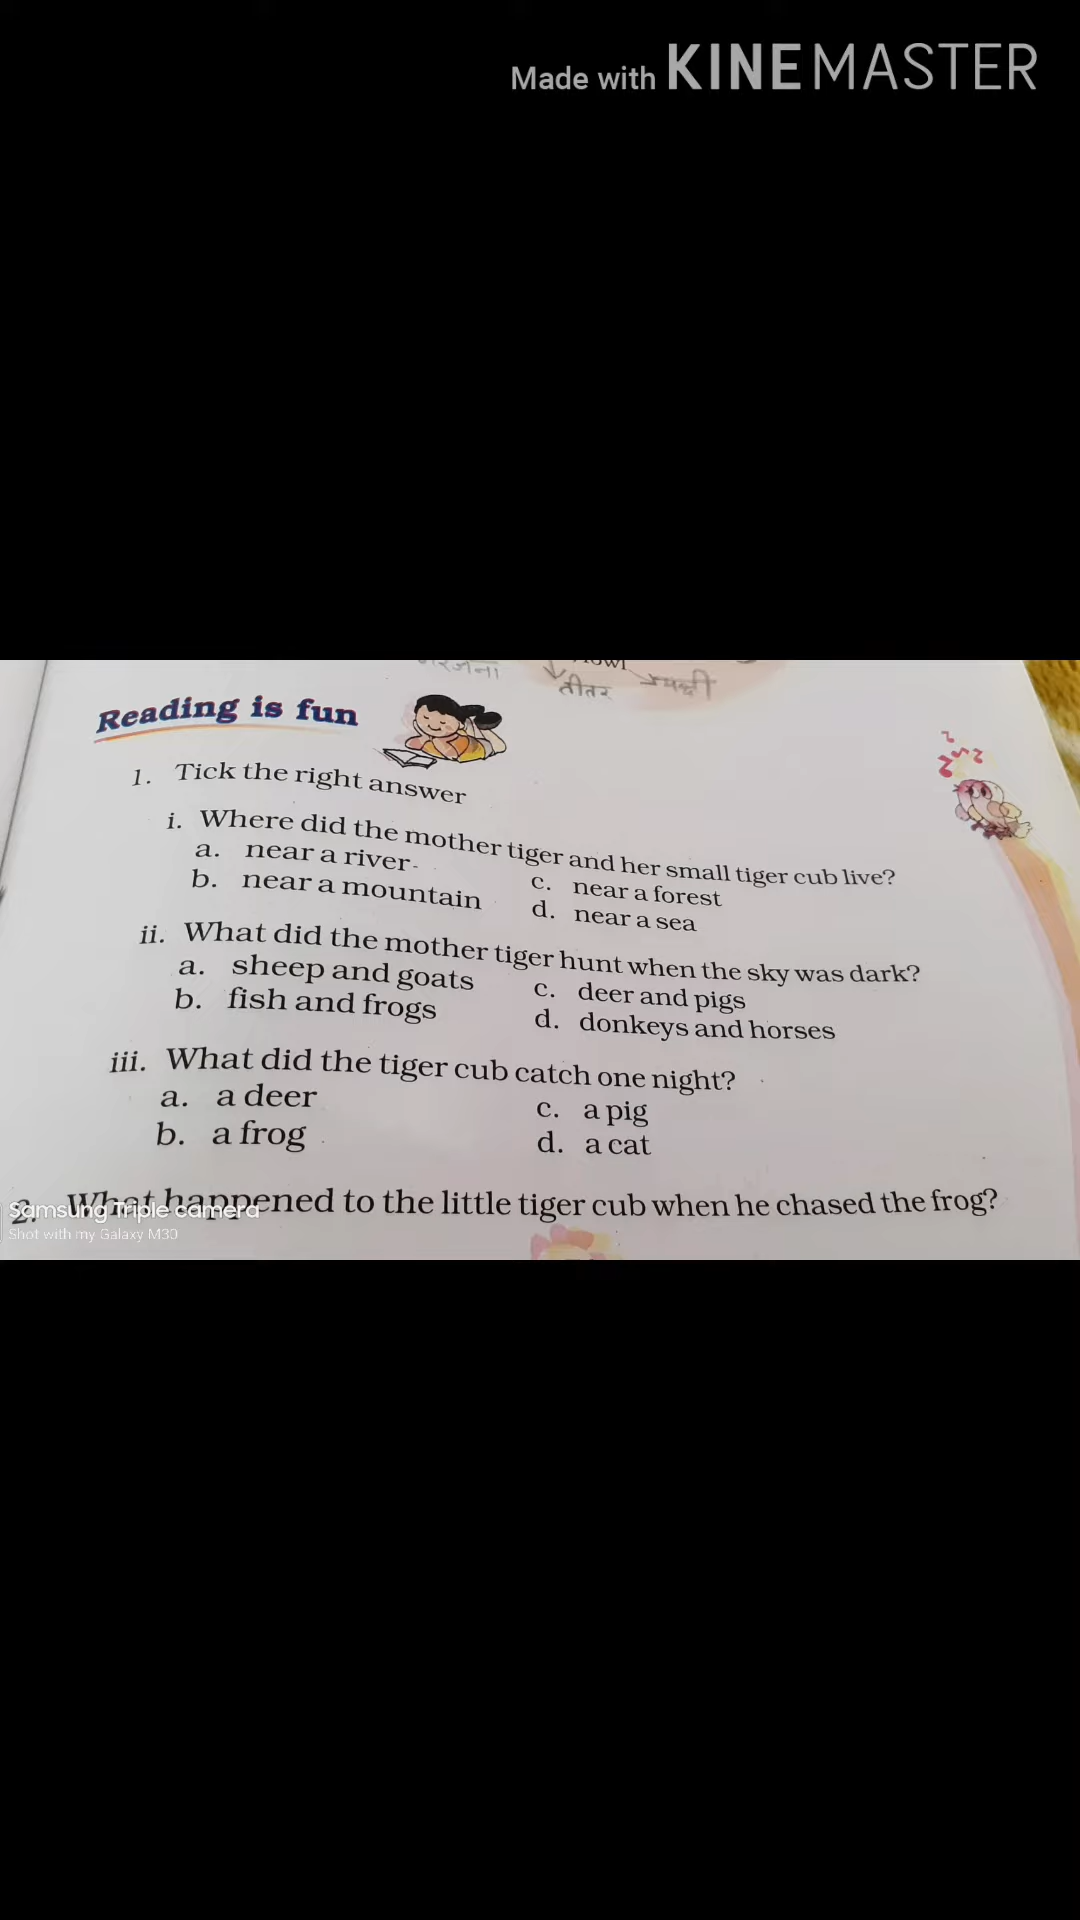 Made with KINEMASTER
तीतर
Reading is fun
1. Tick the right answer
i. Where did the mother tiger and her small tiger cub live?
a. near a river
c. near a forest
b. near a mountain
d. near a sea
ii. What did the mother tiger hunt when the sky was dark?
a. sheep and goats
c. deer and pigs
b. fish and frogs
d. donkeys and horses
iii. What did the tiger cub catch one night?
a. a deer
c. a pig
b. a frog
d. a cat
2. What happened to the little tiger cub when he chased the frog?
Samsung Triple camera
Shot with my Galaxy M30